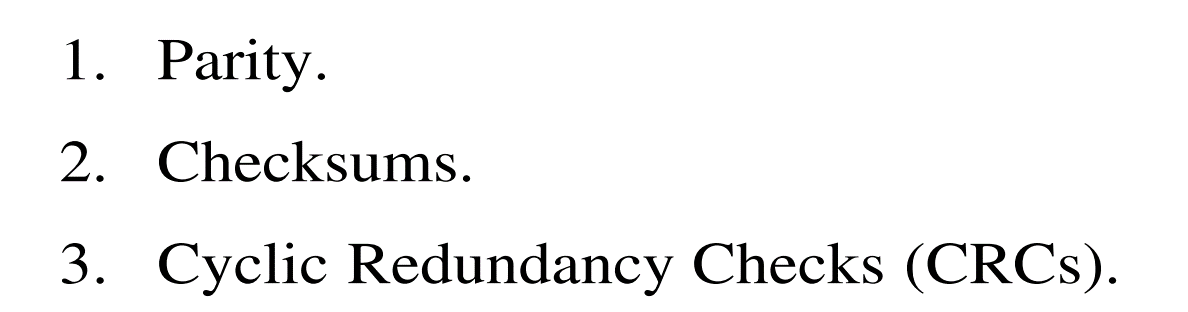 1. Parity.
2. Checksums.
3. Cyclic Redundancy Checks (CRCs).